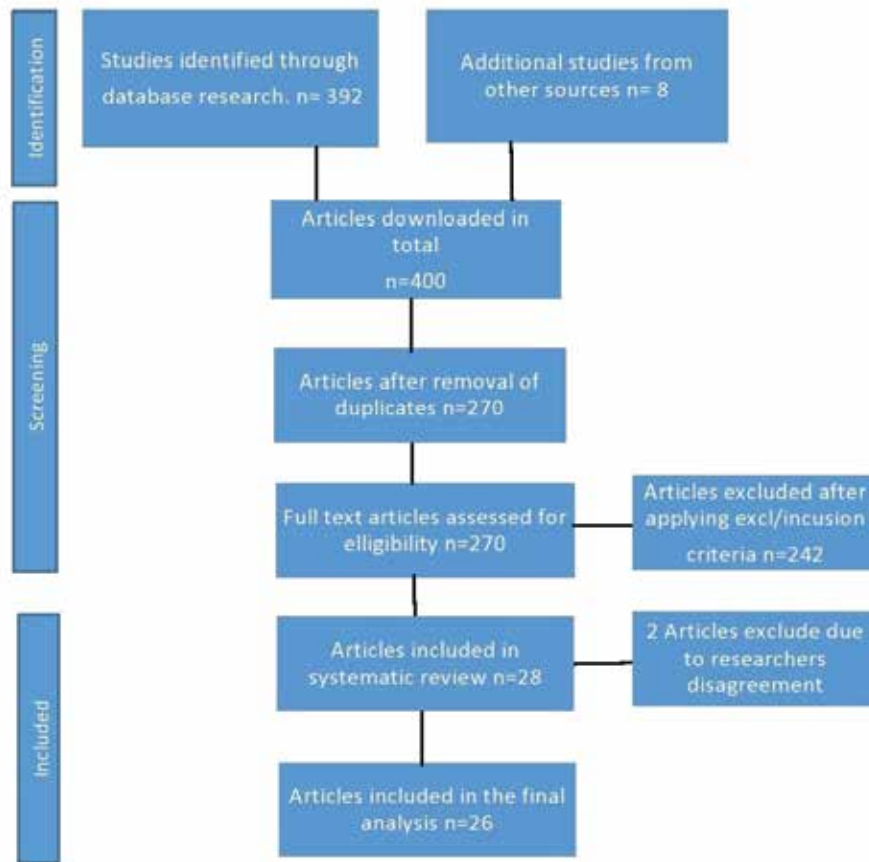 Identification
Studies identified through
database research. n= 392
Additional studies from
other sources n= 8
Screening
Articles downloaded in
total
n=400
Articles after removal of
duplicates n=270
Full text articles assessed for
elligibility n=270
Articles excluded after
applying excl/incusion
criteria n=242
Included
Articles included in
systematic review n=28
2 Articles exclude due
to researchers
disagreement
Articles included in the final
analysis n=26